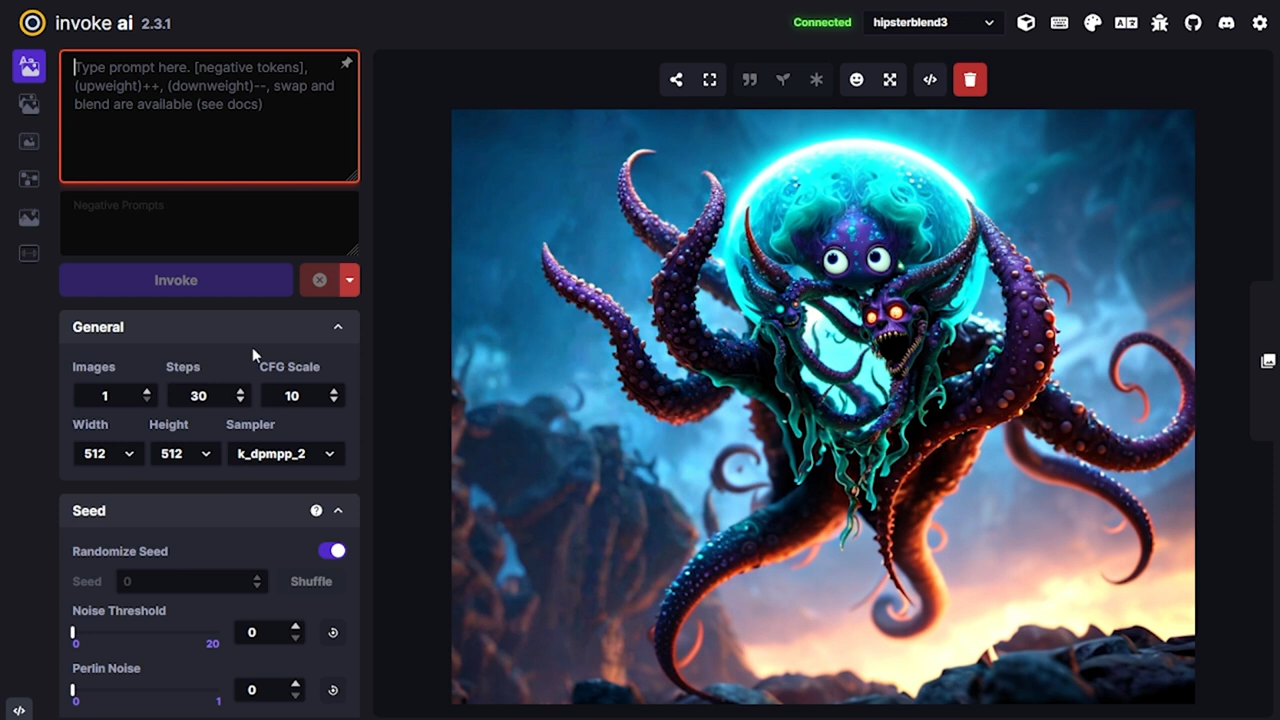 invoke ai 2.3.1
Connected
hipsterblend3
Type prompt here. [negative tokens],
(upweight)++, (downweight)--, swap and
blend are available (see docs)
Negative Prompts
Invoke
General
Images Steps CFG Scale
1 30 10
Width Height Sampler
512 512 k_dpmpp_2
Seed
Randomize Seed
Seed 0 Shuffle
Noise Threshold
0
0 20
Perlin Noise
0
0 1